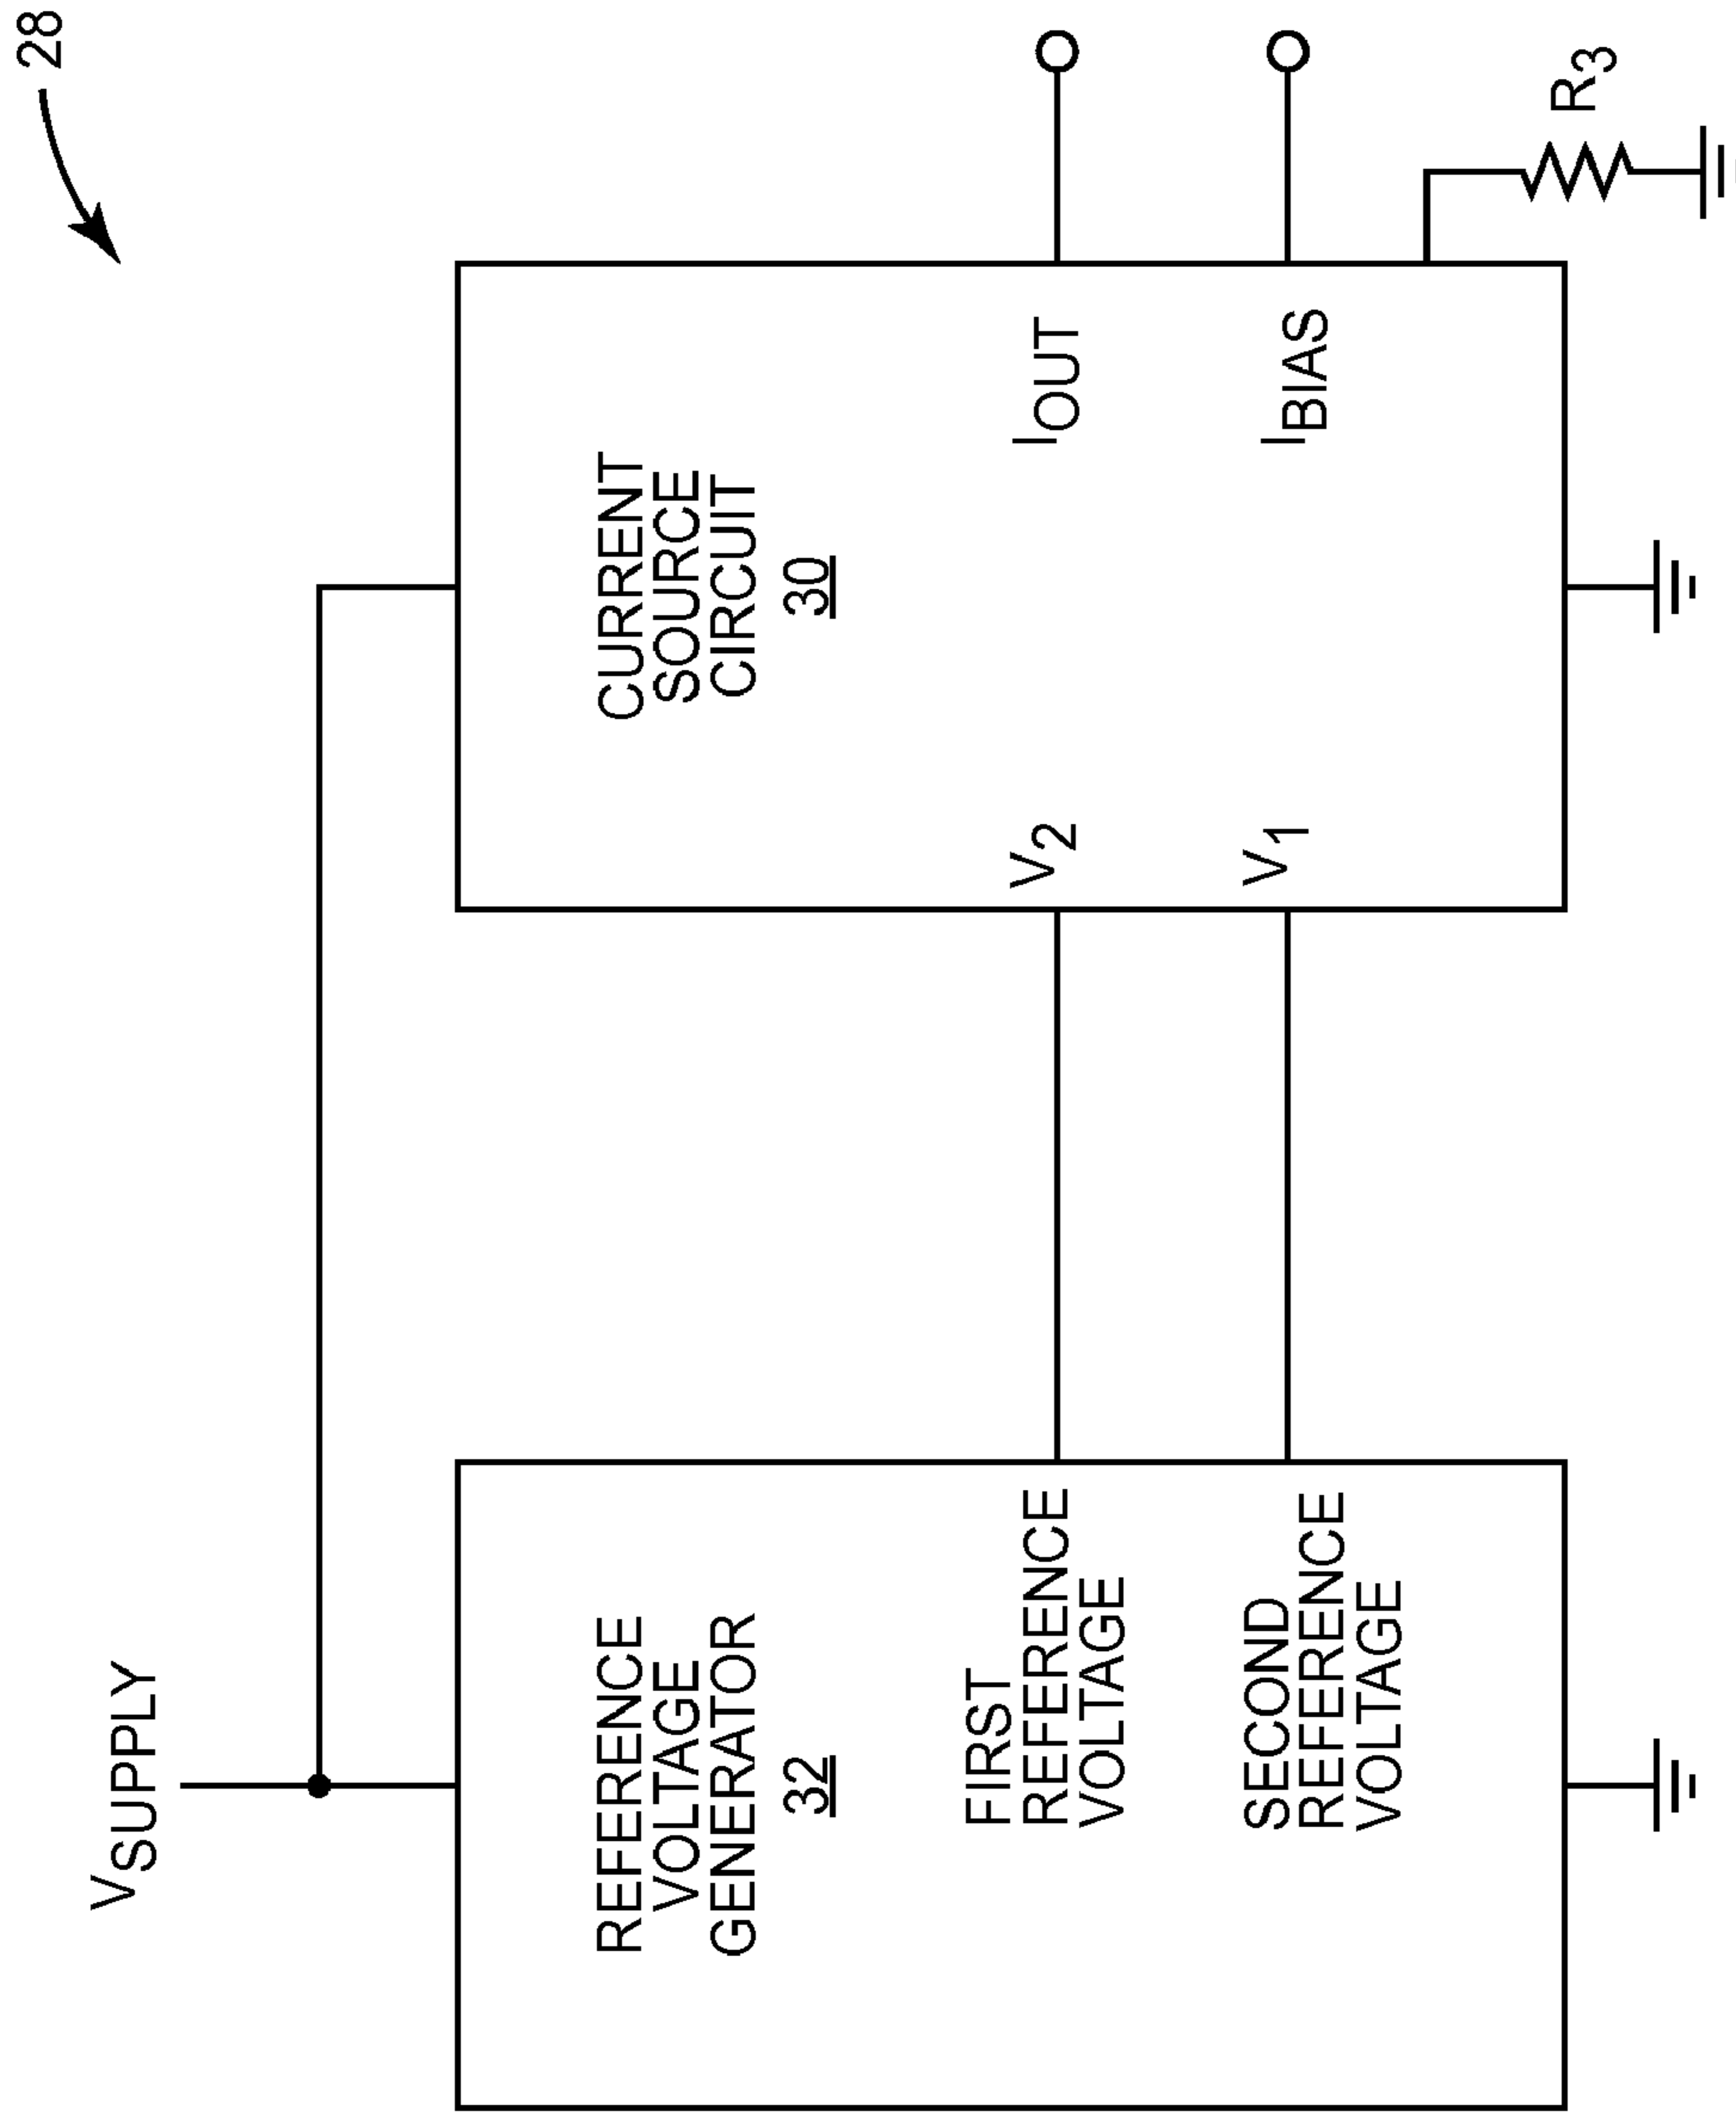 28
VSUPPLY
REFERENCE
VOLTAGE
GENERATOR
32
FIRST
REFERENCE
VOLTAGE
SECOND
REFERENCE
VOLTAGE
CURRENT
SOURCE
CIRCUIT
30
V2
V1
IOUT
IBIAS
R3